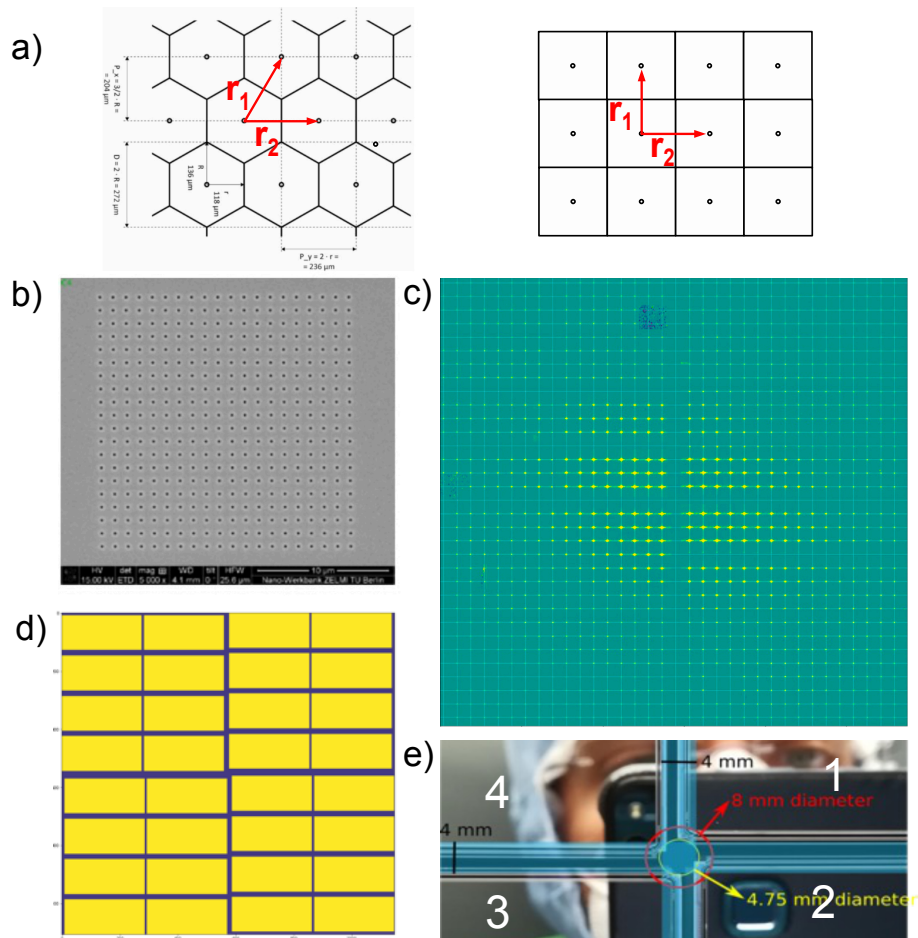 a)
P_x = 3/2 · R =
= 204 µm
D = 2 · R = 272 µm
R
136 µm
r
118 µm
r1
r2
P_y = 2 · r =
= 236 µm
r1
r2
b)
HV det mag WD tilt HFW 10 µm
15.00 kV ETD 5 000 x 4.1 mm 0° 25.6 µm Nano-Werkbank ZELMI TU Berlin
c)
d)
e)
4 mm
1
4
8 mm diameter
4 mm
4.75 mm diameter
3
2